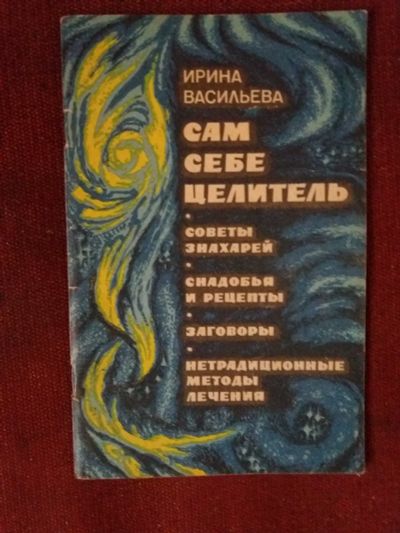 ИРИНА
ВАСИЛЬЕВА
САМ
СЕБЕ
ЦЕЛИТЕЛЬ
• СОВЕТЫ
ЗНАХАРЕЙ
• СНАДОБЬЯ
И РЕЦЕПТЫ
• ЗАГОВОРЫ
• НЕТРАДИЦИОННЫЕ
МЕТОДЫ
ЛЕЧЕНИЯ